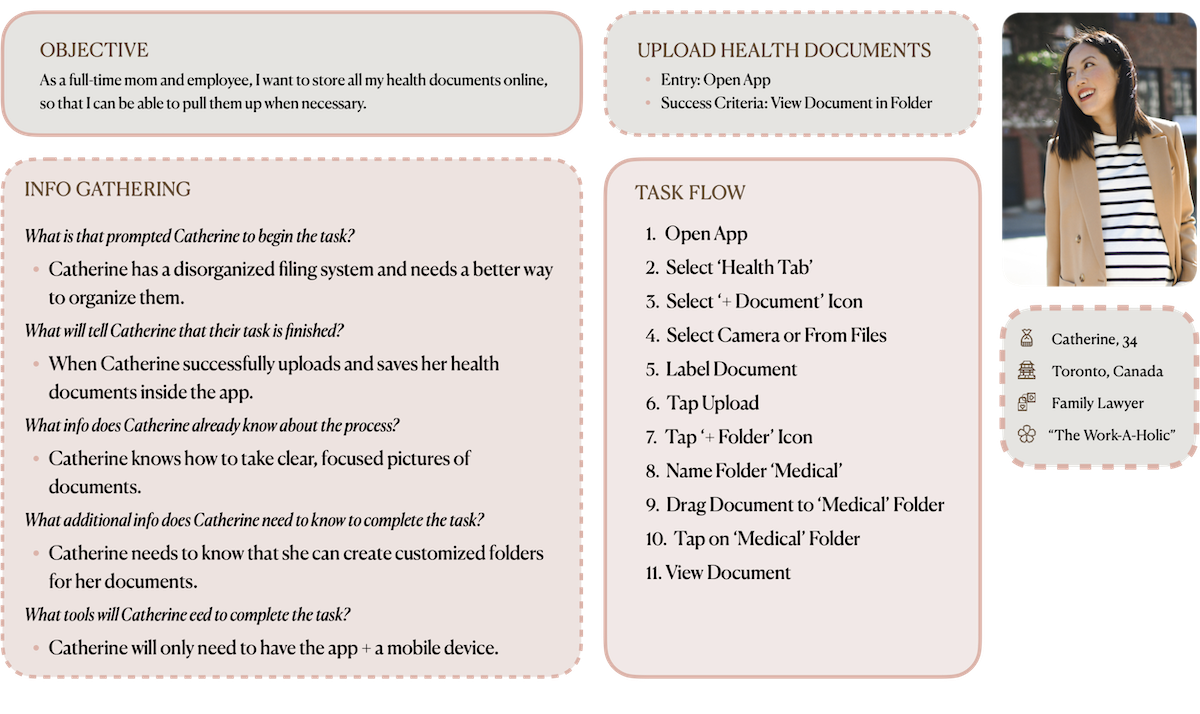 OBJECTIVE
As a full-time mom and employee, I want to store all my health documents online,
so that I can be able to pull them up when necessary.
UPLOAD HEALTH DOCUMENTS
• Entry: Open App
• Success Criteria: View Document in Folder
INFO GATHERING
What is that prompted Catherine to begin the task?
• Catherine has a disorganized filing system and needs a better way
to organize them.
What will tell Catherine that their task is finished?
• When Catherine successfully uploads and saves her health
documents inside the app.
What info does Catherine already know about the process?
• Catherine knows how to take clear, focused pictures of
documents.
What additional info does Catherine need to know to complete the task?
• Catherine needs to know that she can create customized folders
for her documents.
What tools will Catherine eed to complete the task?
• Catherine will only need to have the app + a mobile device.
TASK FLOW
1. Open App
2. Select ‘Health Tab’
3. Select ‘+ Document’ Icon
4. Select Camera or From Files
5. Label Document
6. Tap Upload
7. Tap ‘+ Folder’ Icon
8. Name Folder ‘Medical’
9. Drag Document to ‘Medical’ Folder
10. Tap on ‘Medical’ Folder
11. View Document
Catherine, 34
Toronto, Canada
Family Lawyer
“The Work-A-Holic”